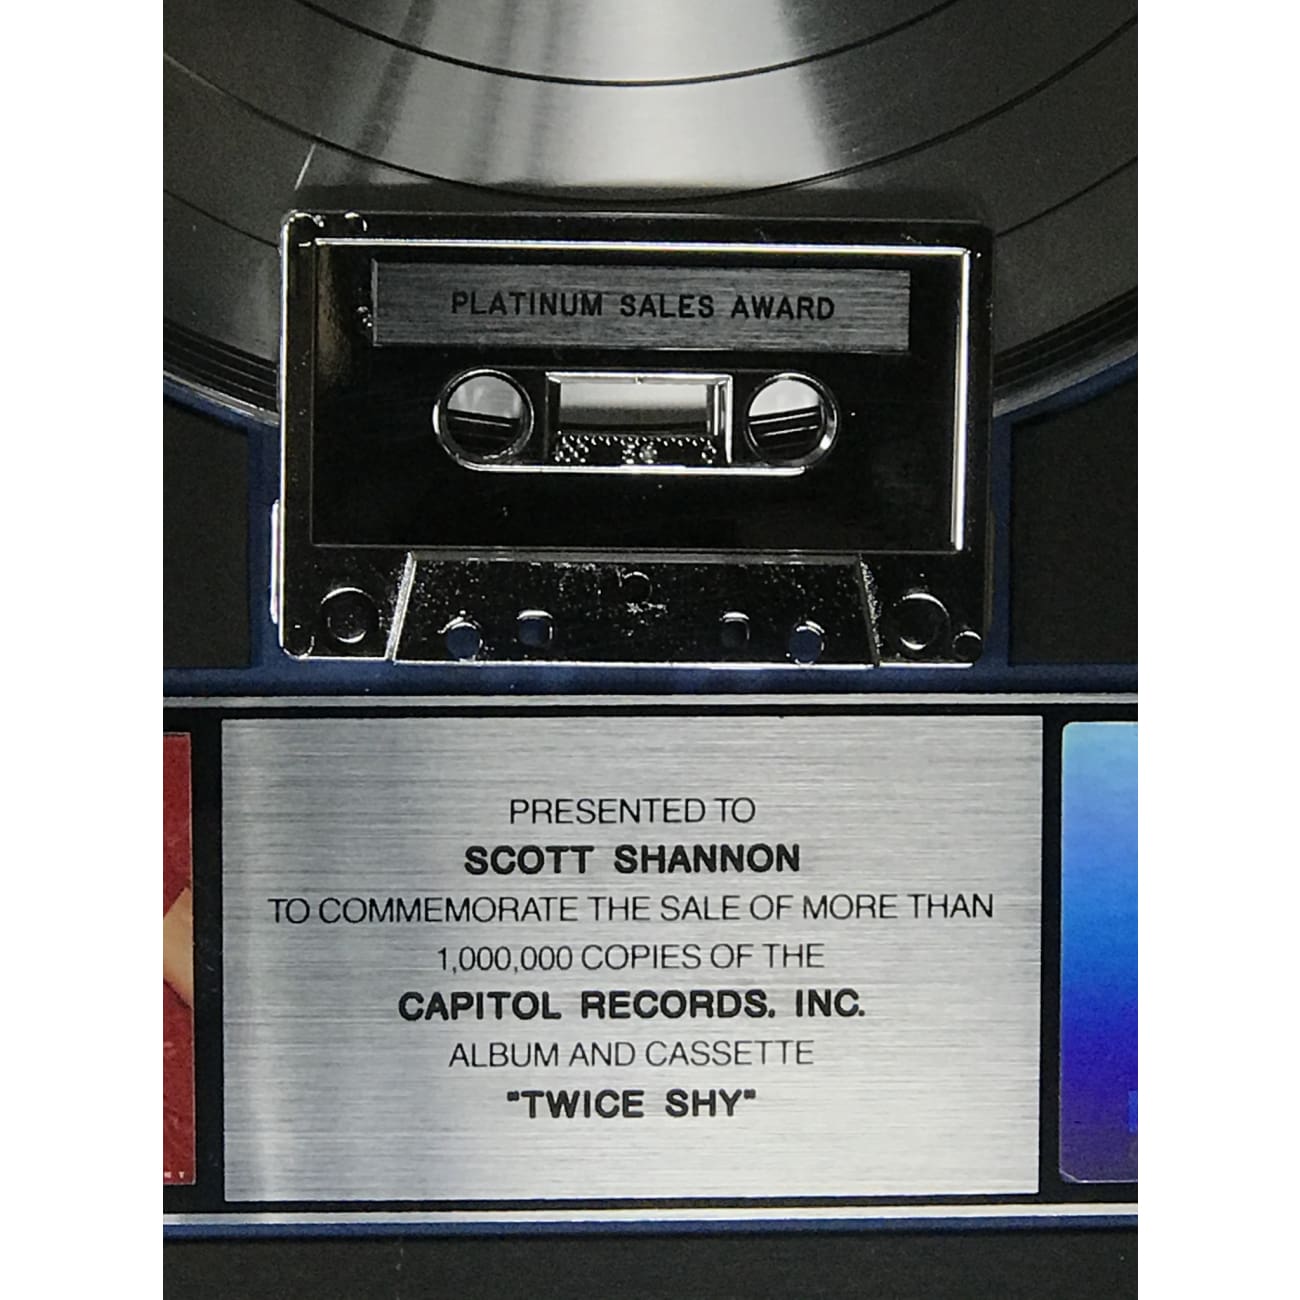 PLATINUM SALES AWARD
PRESENTED TO
SCOTT SHANNON
TO COMMEMORATE THE SALE OF MORE THAN
1,000,000 COPIES OF THE
CAPITOL RECORDS, INC.
ALBUM AND CASSETTE
"TWICE SHY"